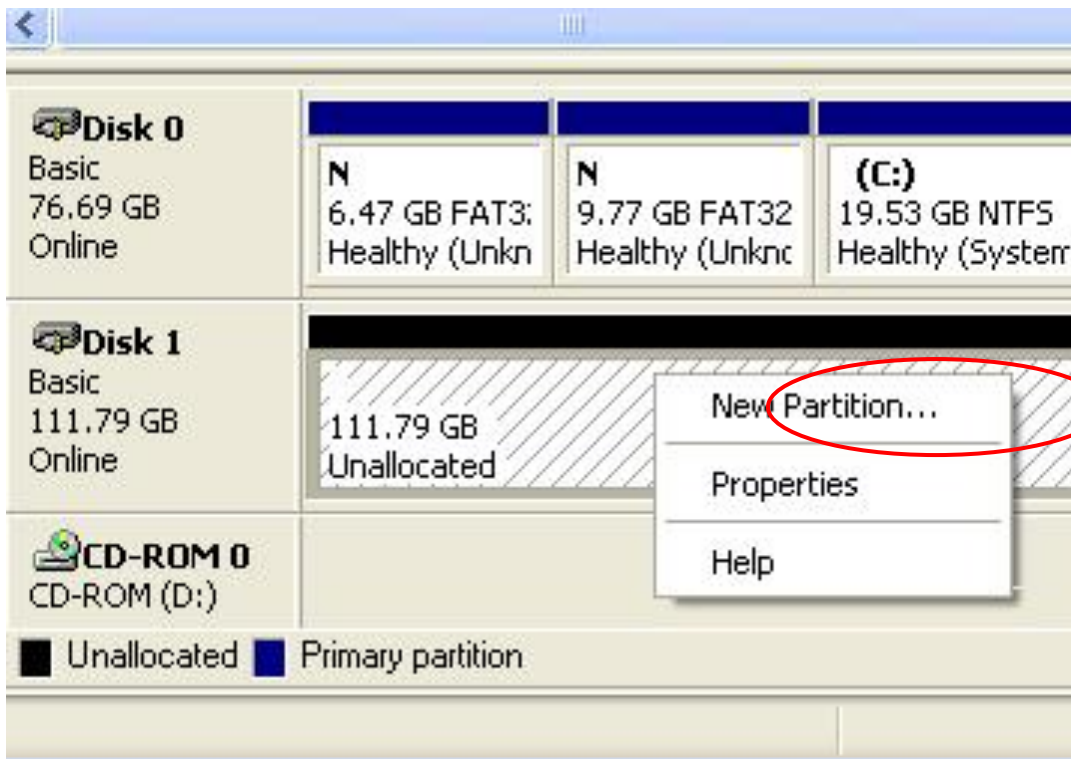 Disk 0
Basic
76.69 GB
Online
N
6.47 GB FAT3
Healthy (Unkn
N
9.77 GB FAT32
Healthy (Unknc
(C:)
19.53 GB NTFS
Healthy (System
Disk 1
Basic
111.79 GB
Online
111.79 GB
Unallocated
New Partition...
Properties
Help
CD-ROM 0
CD-ROM (D:)
Unallocated
Primary partition